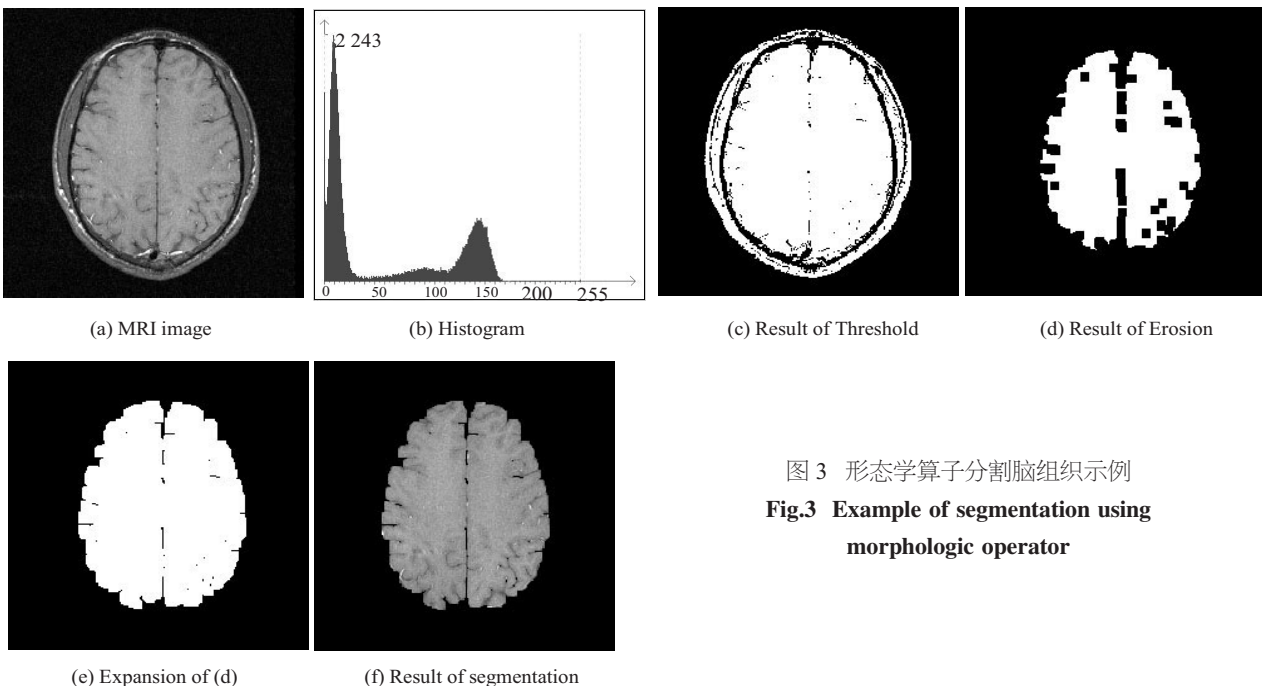 2 243
0 50 100 150 200 255
(a) MRI image
(b) Histogram
(c) Result of Threshold
(d) Result of Erosion
(e) Expansion of (d)
(f) Result of segmentation
图 3 形态学算子分割脑组织示例
Fig.3 Example of segmentation using
morphologic operator